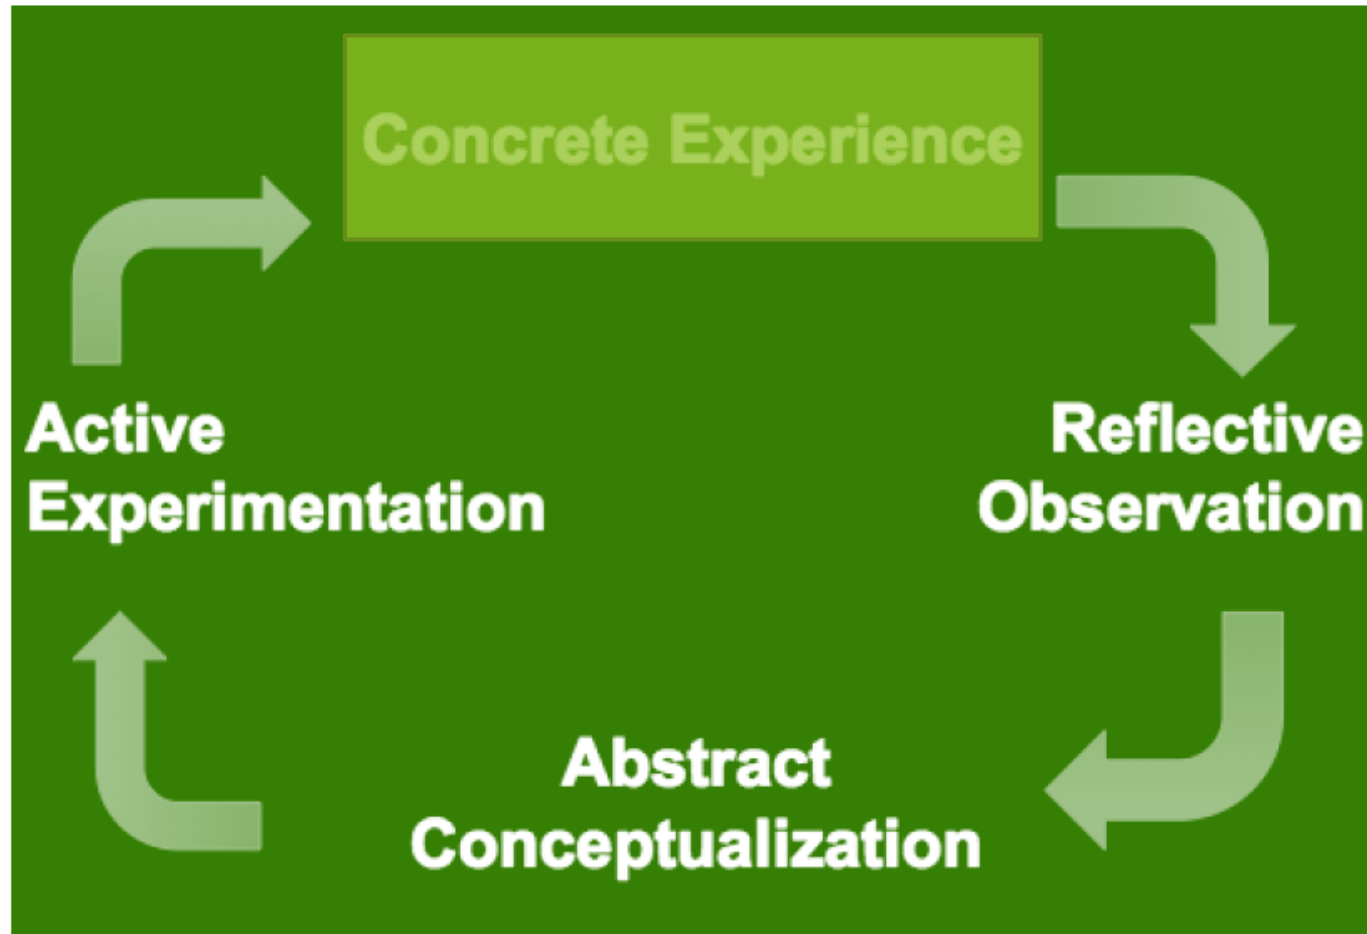 Concrete Experience
Active
Experimentation
Reflective
Observation
Abstract
Conceptualization